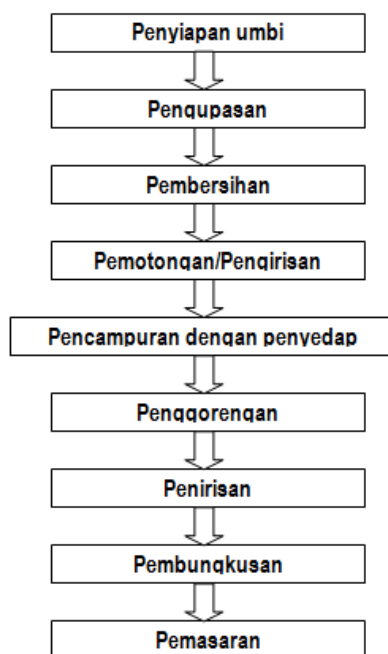 Penyiapan umbi
Pengupasan
Pembersihan
Pemotongan/Pengirisan
Pencampuran dengan penyedap
Penggorengan
Penirisan
Pembungkusan
Pemasaran